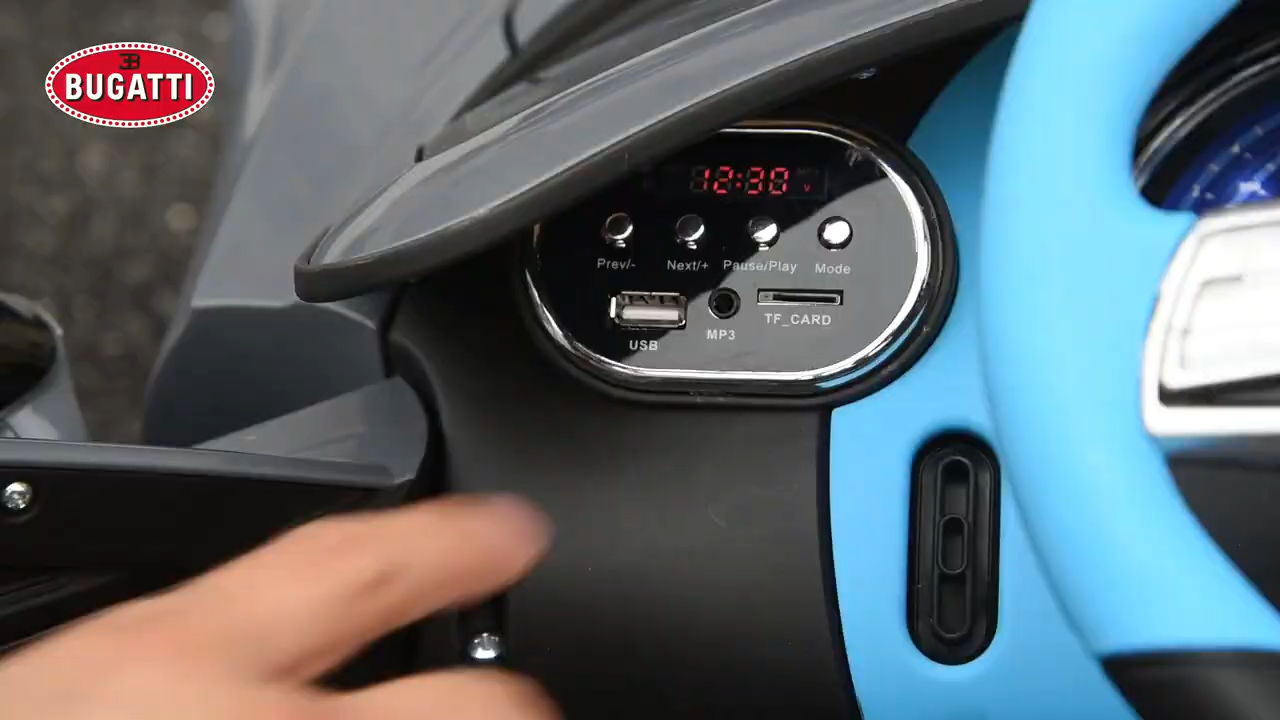 BUGATTI
12:38
V
Prev/-
Next/+
Pause/Play
Mode
USB
MP3
TF_CARD